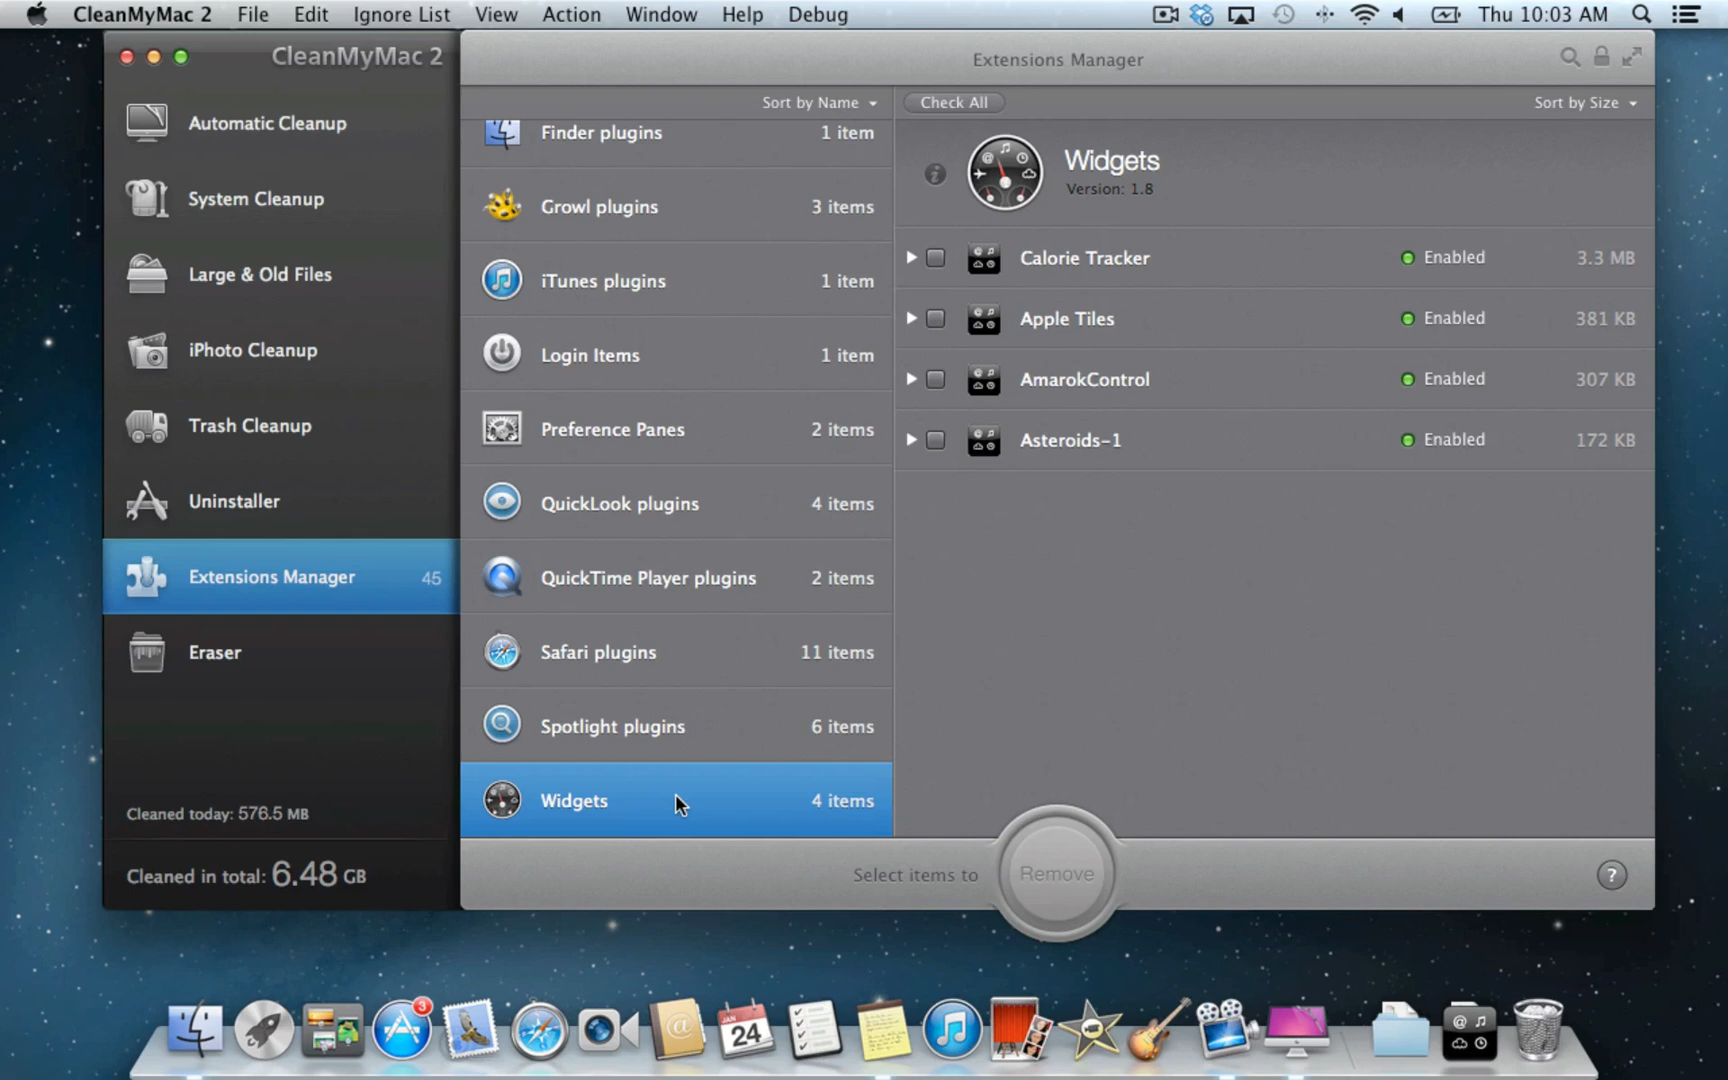 CleanMyMac 2 File Edit Ignore List View Action Window Help Debug Thu 10:03 AM
CleanMyMac 2
Automatic Cleanup
System Cleanup
Large & Old Files
iPhoto Cleanup
Trash Cleanup
Uninstaller
Extensions Manager 45
Eraser
Cleaned today: 576.5 MB
Cleaned in total: 6.48 GB
Extensions Manager
Sort by Name
Finder plugins 1 item
Growl plugins 3 items
iTunes plugins 1 item
Login Items 1 item
Preference Panes 2 items
QuickLook plugins 4 items
QuickTime Player plugins 2 items
Safari plugins 11 items
Spotlight plugins 6 items
Widgets 4 items
Check All Sort by Size
Widgets
Version: 1.8
Calorie Tracker Enabled 3.3 MB
Apple Tiles Enabled 381 KB
AmarokControl Enabled 307 KB
Asteroids-1 Enabled 172 KB
Select items to Remove ?
3
JAN
24